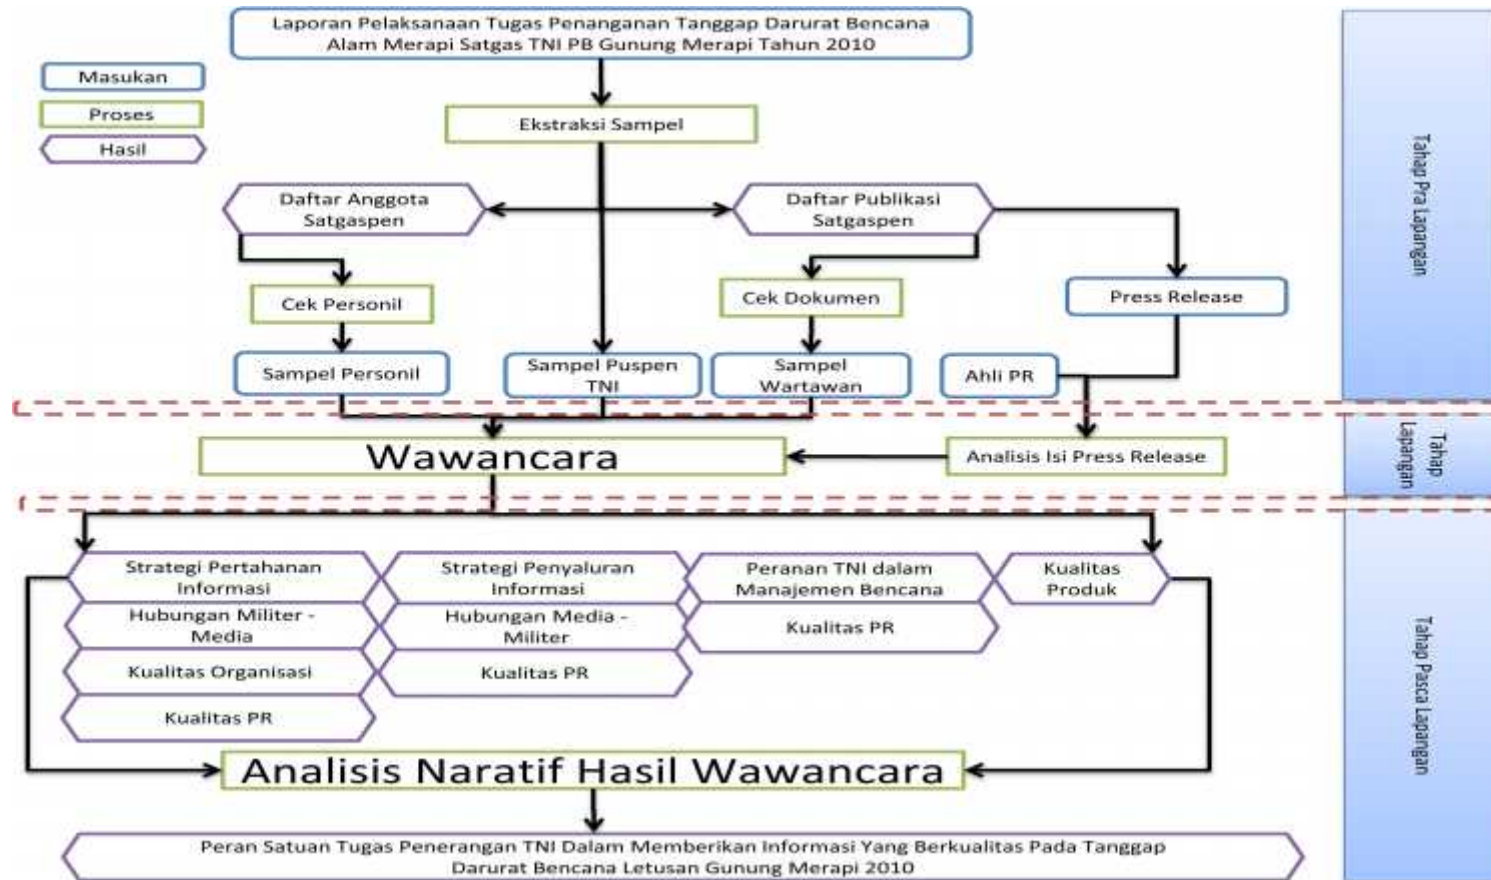 Laporan Pelaksanaan Tugas Penanganan Tanggap Darurat Bencana
Alam Merapi Satgas TNI PB Gunung Merapi Tahun 2010
Masukan
Proses
Hasil
Ekstraksi Sampel
Daftar Anggota
Satgaspen
Daftar Publikasi
Satgaspen
Cek Personil
Cek Dokumen
Press Release
Sampel Personil
Sampel Puspen
TNI
Sampel
Wartawan
Ahli PR
Tahap Pra Lapangan
Wawancara
Analisis Isi Press Release
Tahap
Lapangan
Strategi Pertahanan
Informasi
Hubungan Militer -
Media
Kualitas Organisasi
Kualitas PR
Strategi Penyaluran
Informasi
Hubungan Media -
Militer
Kualitas PR
Peranan TNI dalam
Manajemen Bencana
Kualitas PR
Kualitas
Produk
Tahap Pasca Lapangan
Analisis Naratif Hasil Wawancara
Peran Satuan Tugas Penerangan TNI Dalam Memberikan Informasi Yang Berkualitas Pada Tanggap
Darurat Bencana Letusan Gunung Merapi 2010